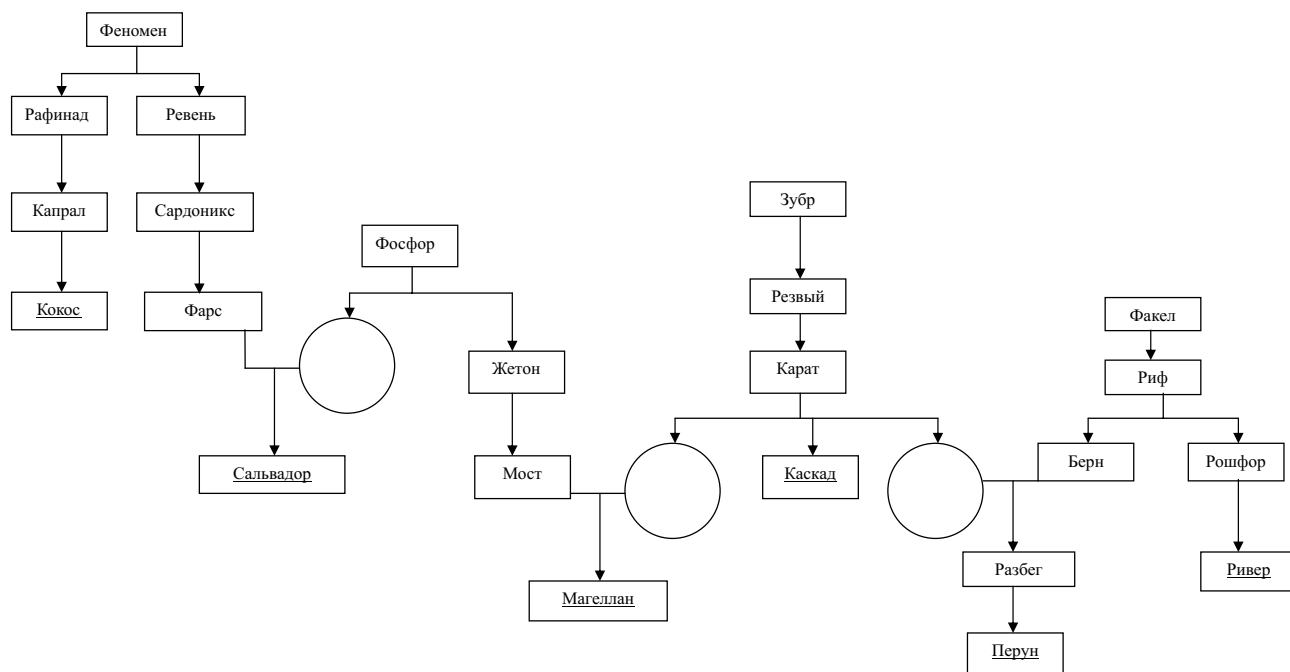 Феномен
Рафинад
Ревень
Капрал
Сардоникс
Зубр
Фосфор
Кокос
Фарс
Резвый
Факел
Жетон
Карат
Риф
Сальвадор
Мост
Каскад
Берн
Рошфор
Магеллан
Разбег
Ривер
Перун